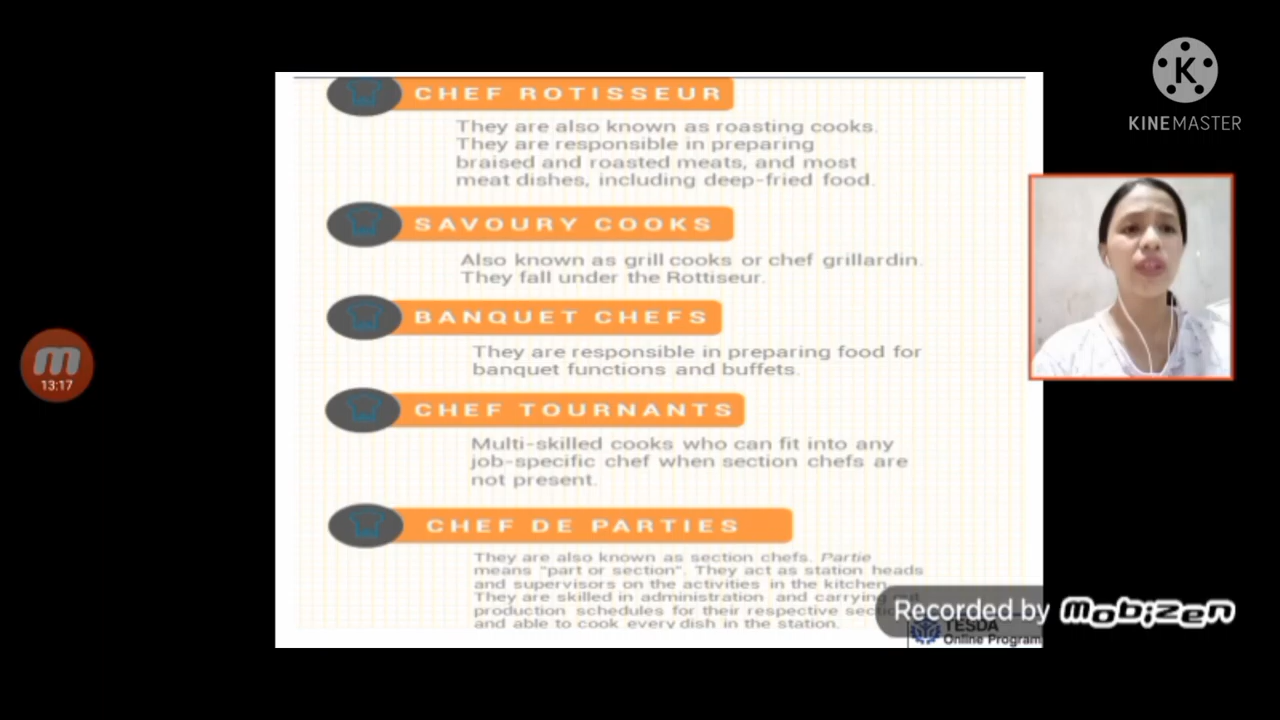 CHEF ROTISSEUR
They are also known as roasting cooks.
They are responsible in preparing
braised and roasted meats, and most
meat dishes, including deep-fried food.
SAVOURY COOKS
Also known as grill cooks or chef grillardin.
They fall under the Rottiseur.
BANQUET CHEFS
They are responsible in preparing food for
banquet functions and buffets.
CHEF TOURNANTS
Multi-skilled cooks who can fit into any
job-specific chef when section chefs are
not present.
CHEF DE PARTIES
They are also known as section chefs. Partie
means "part or section". They act as station heads
and supervisors on the activities in the kitchen.
They are skilled in administration and carrying
production schedules for their respective
and able to cook every dish in the station.
TESDA
Online Program
K
KINEMASTER
m
13:17
Recorded by mobizen